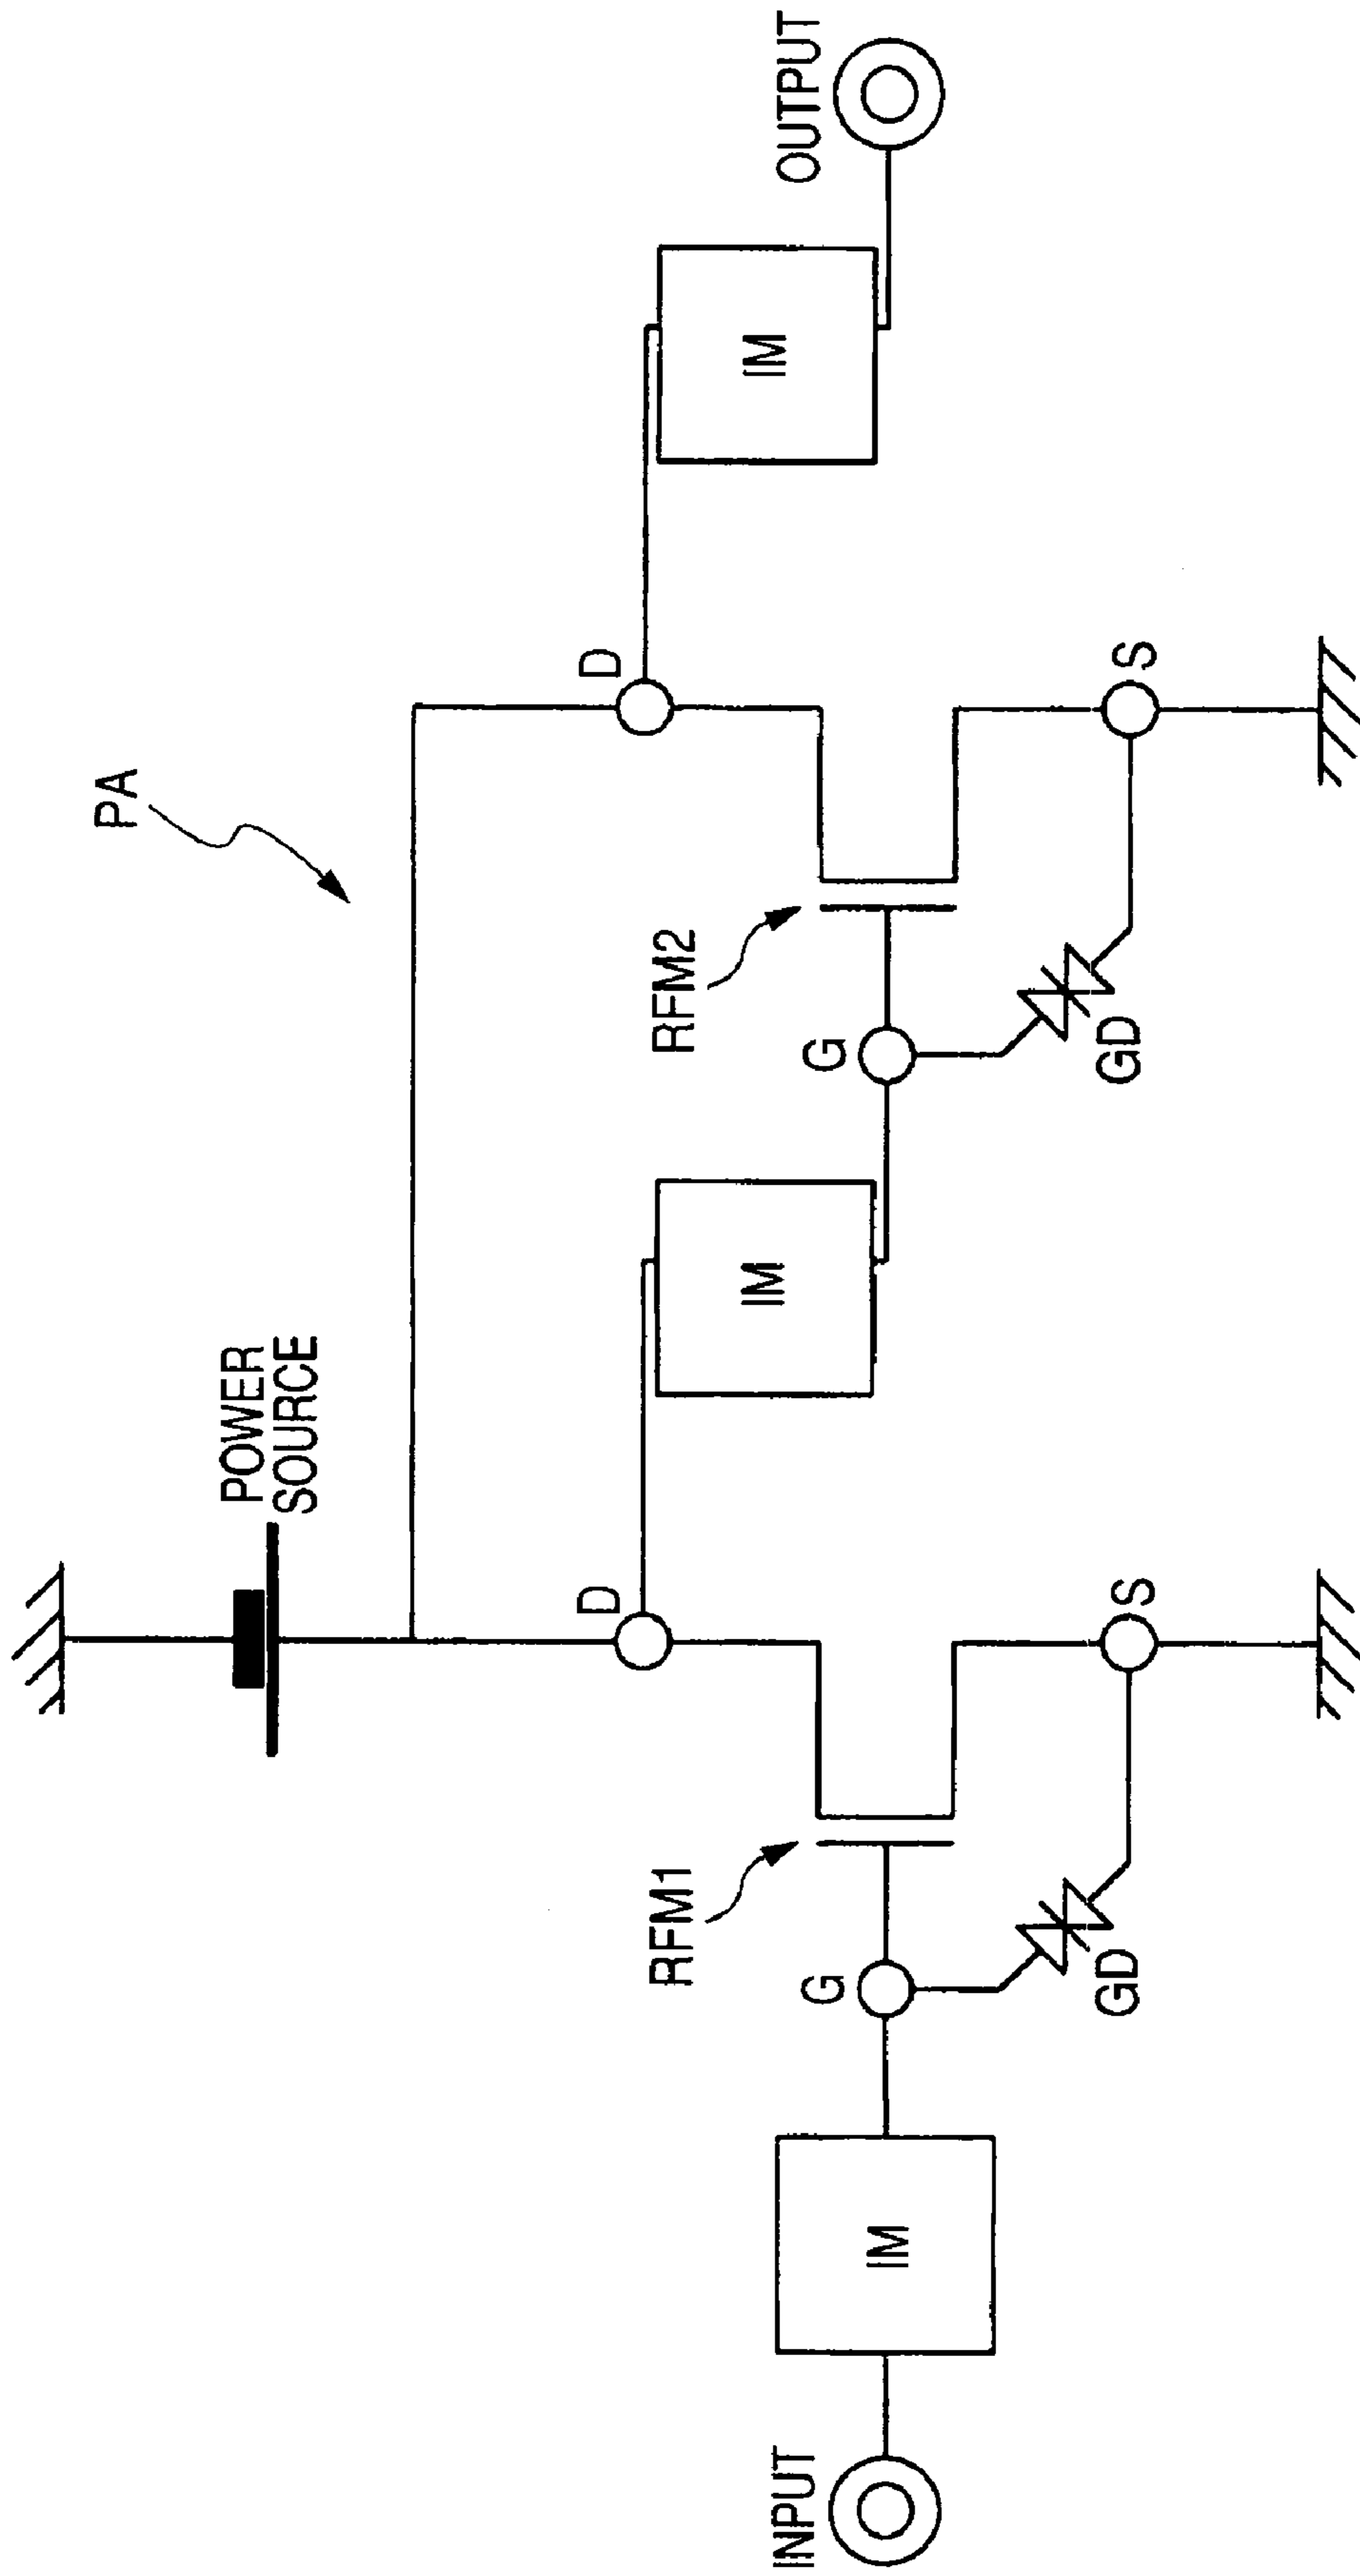 PA
POWER
SOURCE
D
D
OUTPUT
RFM1
RFM2
IM
IM
INPUT
IM
G
G
GD
S
GD
S